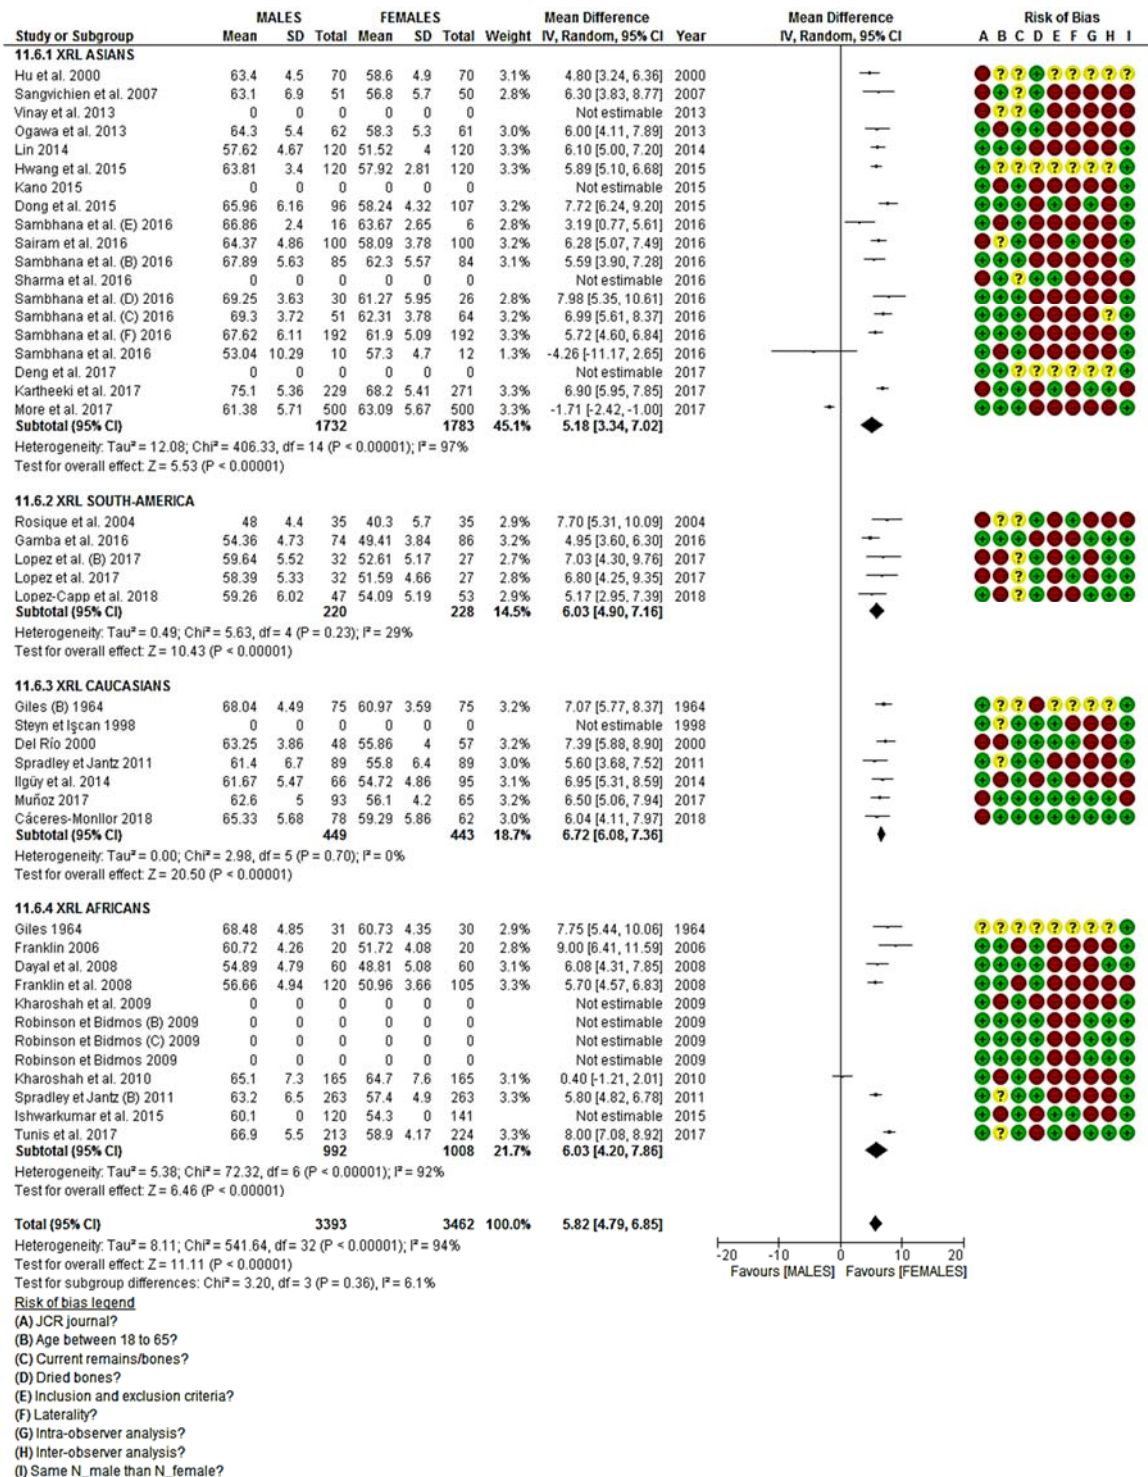 MALES FEMALES Mean Difference Mean Difference Risk of Bias
Study or Subgroup Mean SD Total Mean SD Total Weight IV, Random, 95% CI Year IV, Random, 95% CI A B C D E F G H I
11.6.1 XRL ASIANS
Hu et al. 2000 63.4 4.5 70 58.6 4.9 70 3.1% 4.80 [3.24, 6.36] 2000
Sangvichien et al. 2007 63.1 6.9 51 56.8 5.7 50 2.8% 6.30 [3.83, 8.77] 2007
Vinay et al. 2013 0 0 0 0 0 0 Not estimable 2013
Ogawa et al. 2013 64.3 5.4 62 58.3 5.3 61 3.0% 6.00 [4.11, 7.89] 2013
Lin 2014 57.62 4.67 120 51.52 4 120 3.3% 6.10 [5.00, 7.20] 2014
Hwang et al. 2015 63.81 3.4 120 57.92 2.81 120 3.3% 5.89 [5.10, 6.68] 2015
Kano 2015 0 0 0 0 0 0 Not estimable 2015
Dong et al. 2015 65.96 6.16 96 58.24 4.32 107 3.2% 7.72 [6.24, 9.20] 2015
Sambhana et al. (E) 2016 66.86 2.4 16 63.67 2.65 6 2.8% 3.19 [0.77, 5.61] 2016
Sairam et al. 2016 64.37 4.86 100 58.09 3.78 100 3.2% 6.28 [5.07, 7.49] 2016
Sambhana et al. (B) 2016 67.89 5.63 85 62.3 5.57 84 3.1% 5.59 [3.90, 7.28] 2016
Sharma et al. 2016 0 0 0 0 0 0 Not estimable 2016
Sambhana et al. (D) 2016 69.25 3.63 30 61.27 5.95 26 2.8% 7.98 [5.35, 10.61] 2016
Sambhana et al. (C) 2016 69.3 3.72 51 62.31 3.78 64 3.2% 6.99 [5.61, 8.37] 2016
Sambhana et al. (F) 2016 67.62 6.11 192 61.9 5.09 192 3.3% 5.72 [4.60, 6.84] 2016
Sambhana et al. 2016 53.04 10.29 10 57.3 4.7 12 1.3% -4.26 [-11.17, 2.65] 2016
Deng et al. 2017 0 0 0 0 0 0 Not estimable 2017
Kartheeki et al. 2017 75.1 5.36 229 68.2 5.41 271 3.3% 6.90 [5.95, 7.85] 2017
More et al. 2017 61.38 5.71 500 63.09 5.67 500 3.3% -1.71 [-2.42, -1.00] 2017
Subtotal (95% CI) 1732 1783 45.1% 5.18 [3.34, 7.02]
Heterogeneity: Tau² = 12.08; Chi² = 406.33, df = 14 (P < 0.00001); I² = 97%
Test for overall effect: Z = 5.53 (P < 0.00001)
11.6.2 XRL SOUTH-AMERICA
Rosique et al. 2004 48 4.4 35 40.3 5.7 35 2.9% 7.70 [5.31, 10.09] 2004
Gamba et al. 2016 54.36 4.73 74 49.41 3.84 86 3.2% 4.95 [3.60, 6.30] 2016
Lopez et al. (B) 2017 59.64 5.52 32 52.61 5.17 27 2.7% 7.03 [4.30, 9.76] 2017
Lopez et al. 2017 58.39 5.33 32 51.59 4.66 27 2.8% 6.80 [4.25, 9.35] 2017
Lopez-Capp et al. 2018 59.26 6.02 47 54.09 5.19 53 2.9% 5.17 [2.95, 7.39] 2018
Subtotal (95% CI) 220 228 14.5% 6.03 [4.90, 7.16]
Heterogeneity: Tau² = 0.49; Chi² = 5.63, df = 4 (P = 0.23); I² = 29%
Test for overall effect: Z = 10.43 (P < 0.00001)
11.6.3 XRL CAUCASIANS
Giles (B) 1964 68.04 4.49 75 60.97 3.59 75 3.2% 7.07 [5.77, 8.37] 1964
Steyn et Işcan 1998 0 0 0 0 0 0 Not estimable 1998
Del Río 2000 63.25 3.86 48 55.86 4 57 3.2% 7.39 [5.88, 8.90] 2000
Spradley et Jantz 2011 61.4 6.7 89 55.8 6.4 89 3.0% 5.60 [3.68, 7.52] 2011
Ilgüy et al. 2014 61.67 5.47 66 54.72 4.86 95 3.1% 6.95 [5.31, 8.59] 2014
Muñoz 2017 62.6 5 93 56.1 4.2 65 3.2% 6.50 [5.06, 7.94] 2017
Cáceres-Monllor 2018 65.33 5.68 78 59.29 5.86 62 3.0% 6.04 [4.11, 7.97] 2018
Subtotal (95% CI) 449 443 18.7% 6.72 [6.08, 7.36]
Heterogeneity: Tau² = 0.00; Chi² = 2.98, df = 5 (P = 0.70); I² = 0%
Test for overall effect: Z = 20.50 (P < 0.00001)
11.6.4 XRL AFRICANS
Giles 1964 68.48 4.85 31 60.73 4.35 30 2.9% 7.75 [5.44, 10.06] 1964
Franklin 2006 60.72 4.26 20 51.72 4.08 20 2.8% 9.00 [6.41, 11.59] 2006
Dayal et al. 2008 54.89 4.79 60 48.81 5.08 60 3.1% 6.08 [4.31, 7.85] 2008
Franklin et al. 2008 56.66 4.94 120 50.96 3.66 105 3.3% 5.70 [4.57, 6.83] 2008
Kharoshah et al. 2009 0 0 0 0 0 0 Not estimable 2009
Robinson et Bidmos (B) 2009 0 0 0 0 0 0 Not estimable 2009
Robinson et Bidmos (C) 2009 0 0 0 0 0 0 Not estimable 2009
Robinson et Bidmos 2009 0 0 0 0 0 0 Not estimable 2009
Kharoshah et al. 2010 65.1 7.3 165 64.7 7.6 165 3.1% 0.40 [-1.21, 2.01] 2010
Spradley et Jantz (B) 2011 63.2 6.5 263 57.4 4.9 263 3.3% 5.80 [4.82, 6.78] 2011
Ishwarkumar et al. 2015 60.1 0 120 54.3 0 141 Not estimable 2015
Tunis et al. 2017 66.9 5.5 213 58.9 4.17 224 3.3% 8.00 [7.08, 8.92] 2017
Subtotal (95% CI) 992 1008 21.7% 6.03 [4.20, 7.86]
Heterogeneity: Tau² = 5.38; Chi² = 72.32, df = 6 (P < 0.00001); I² = 92%
Test for overall effect: Z = 6.46 (P < 0.00001)
Total (95% CI) 3393 3462 100.0% 5.82 [4.79, 6.85]
Heterogeneity: Tau² = 8.11; Chi² = 541.64, df = 32 (P < 0.00001); I² = 94%
Test for overall effect: Z = 11.11 (P < 0.00001)
Test for subgroup differences: Chi² = 3.20, df = 3 (P = 0.36), I² = 6.1%
-20 -10 0 10 20
Favours [MALES] Favours [FEMALES]
Risk of bias legend
(A) JCR journal?
(B) Age between 18 to 65?
(C) Current remains/bones?
(D) Dried bones?
(E) Inclusion and exclusion criteria?
(F) Laterality?
(G) Intra-observer analysis?
(H) Inter-observer analysis?
(I) Same N_male than N_female?